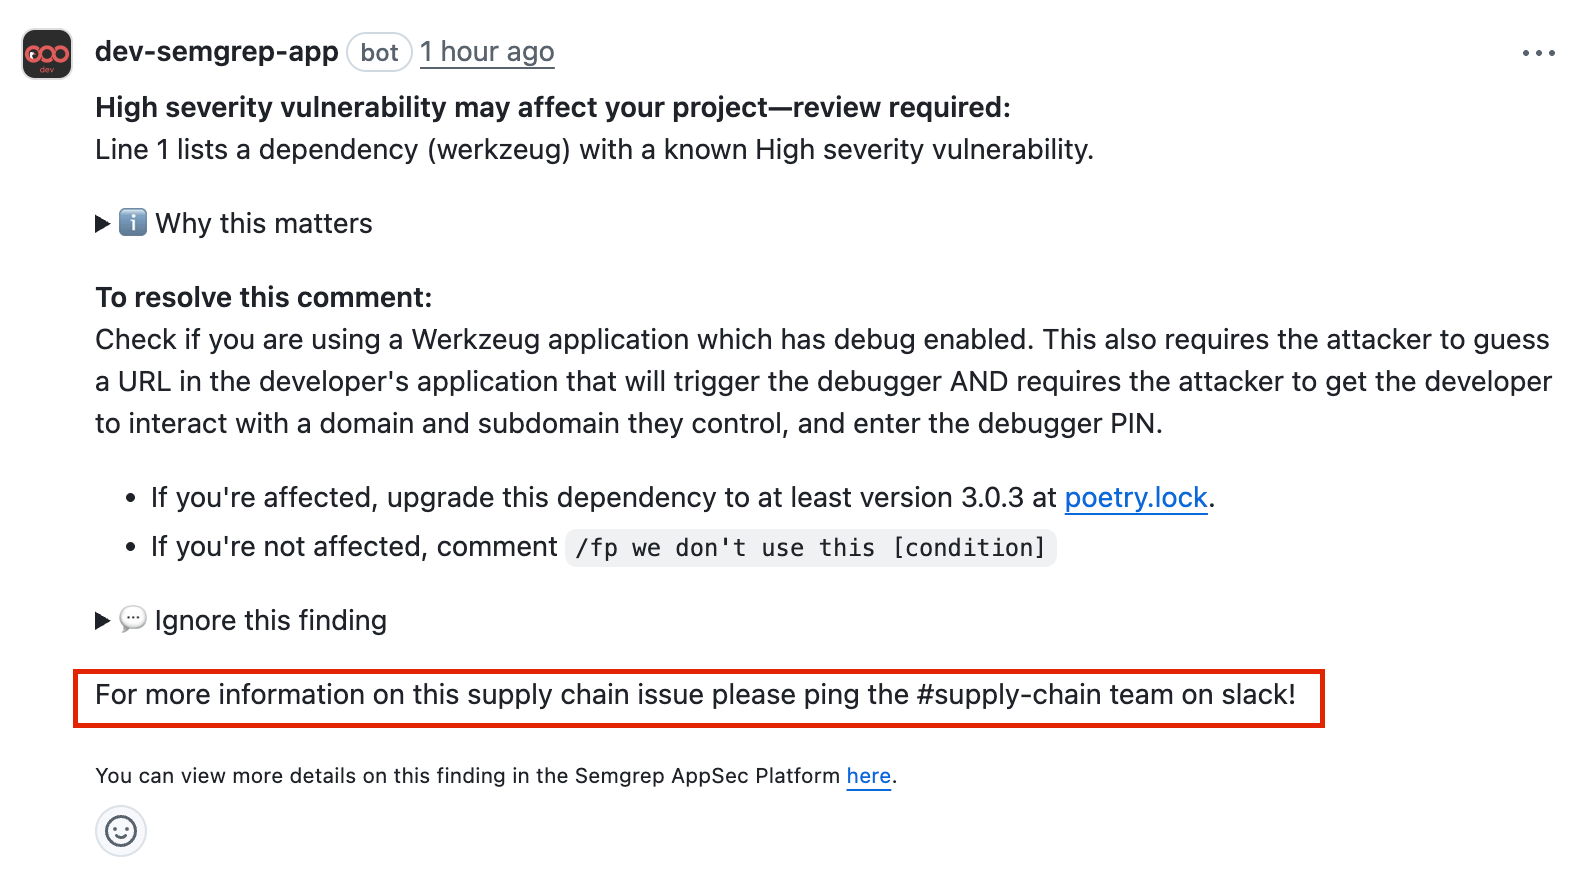 dev-semgrep-app bot 1 hour ago
dev
High severity vulnerability may affect your project—review required:
Line 1 lists a dependency (werkzeug) with a known High severity vulnerability.
Why this matters
To resolve this comment:
Check if you are using a Werkzeug application which has debug enabled. This also requires the attacker to guess
a URL in the developer's application that will trigger the debugger AND requires the attacker to get the developer
to interact with a domain and subdomain they control, and enter the debugger PIN.
If you're affected, upgrade this dependency to at least version 3.0.3 at poetry.lock.
If you're not affected, comment /fp we don't use this [condition]
Ignore this finding
For more information on this supply chain issue please ping the #supply-chain team on slack!
You can view more details on this finding in the Semgrep AppSec Platform here.